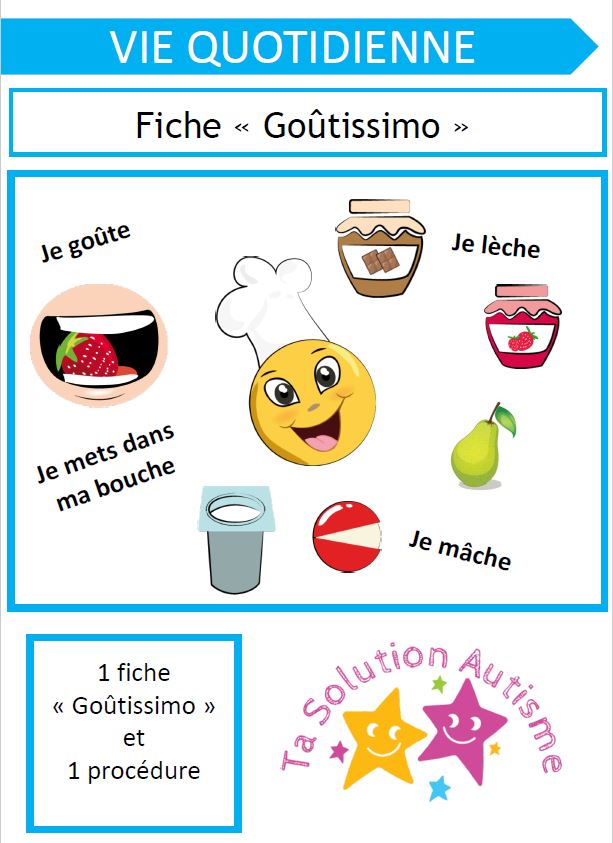 VIE QUOTIDIENNE
Fiche « Goûtissimo »
Je goûte
Je lèche
Je mets dans
ma bouche
Je mâche
1 fiche
« Goûtissimo »
et
1 procédure
Ta Solution Autisme